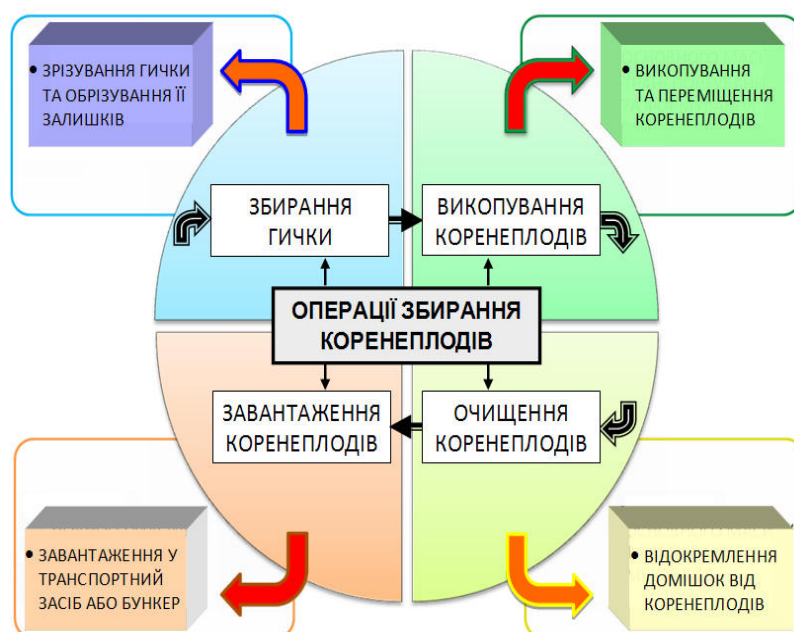 • ЗРІЗУВАННЯ ГИЧКИ
ТА ОБРІЗУВАННЯ ЇЇ
ЗАЛИШКІВ
• ВИКОПУВАННЯ
ТА ПЕРЕМІЩЕННЯ
КОРЕНЕПЛОДІВ
ЗБИРАННЯ
ГИЧКИ
ВИКОПУВАННЯ
КОРЕНЕПЛОДІВ
ОПЕРАЦІЇ ЗБИРАННЯ
КОРЕНЕПЛОДІВ
ЗАВАНТАЖЕННЯ
КОРЕНЕПЛОДІВ
ОЧИЩЕННЯ
КОРЕНЕПЛОДІВ
• ЗАВАНТАЖЕННЯ У
ТРАНСПОРТНИЙ
ЗАСІБ АБО БУНКЕР
• ВІДОКРЕМЛЕННЯ
ДОМІШОК ВІД
КОРЕНЕПЛОДІВ